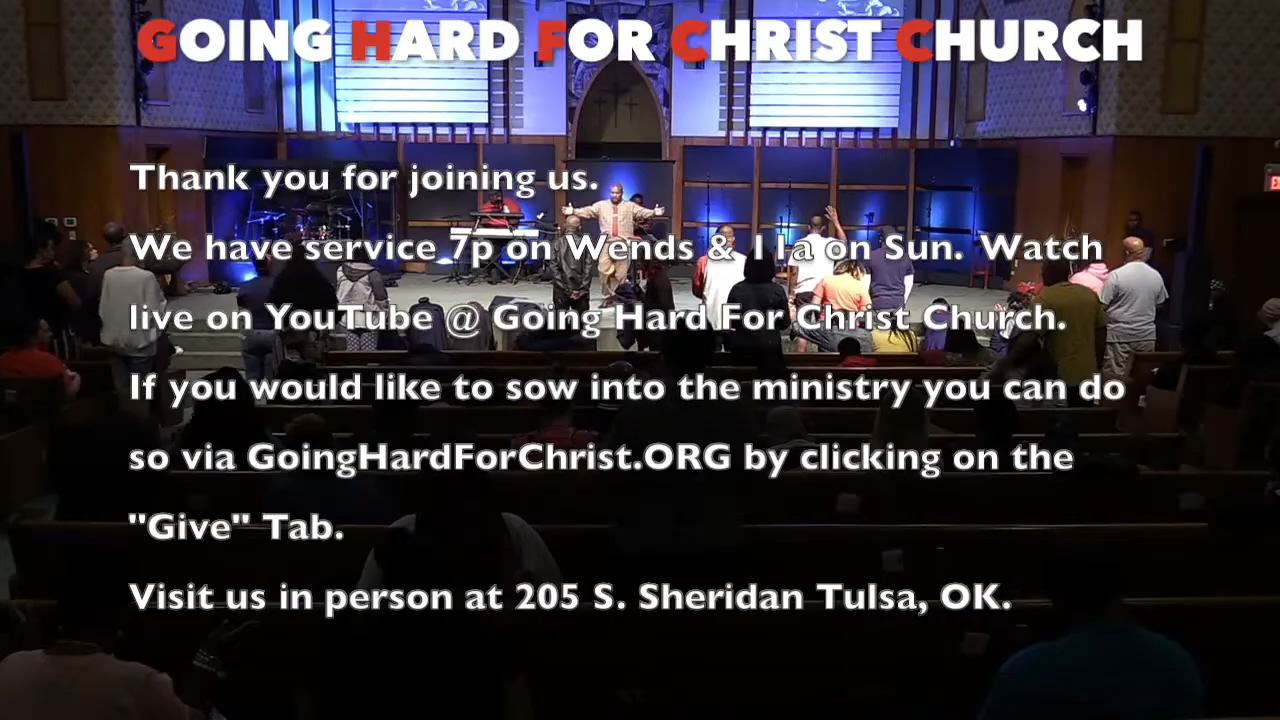 GOING HARD FOR CHRIST CHURCH
Thank you for joining us.
We have service 7p on Wends & 11a on Sun. Watch
live on YouTube @ Going Hard For Christ Church.
If you would like to sow into the ministry you can do
so via GoingHardForChrist.ORG by clicking on the
"Give" Tab.
Visit us in person at 205 S. Sheridan Tulsa, OK.